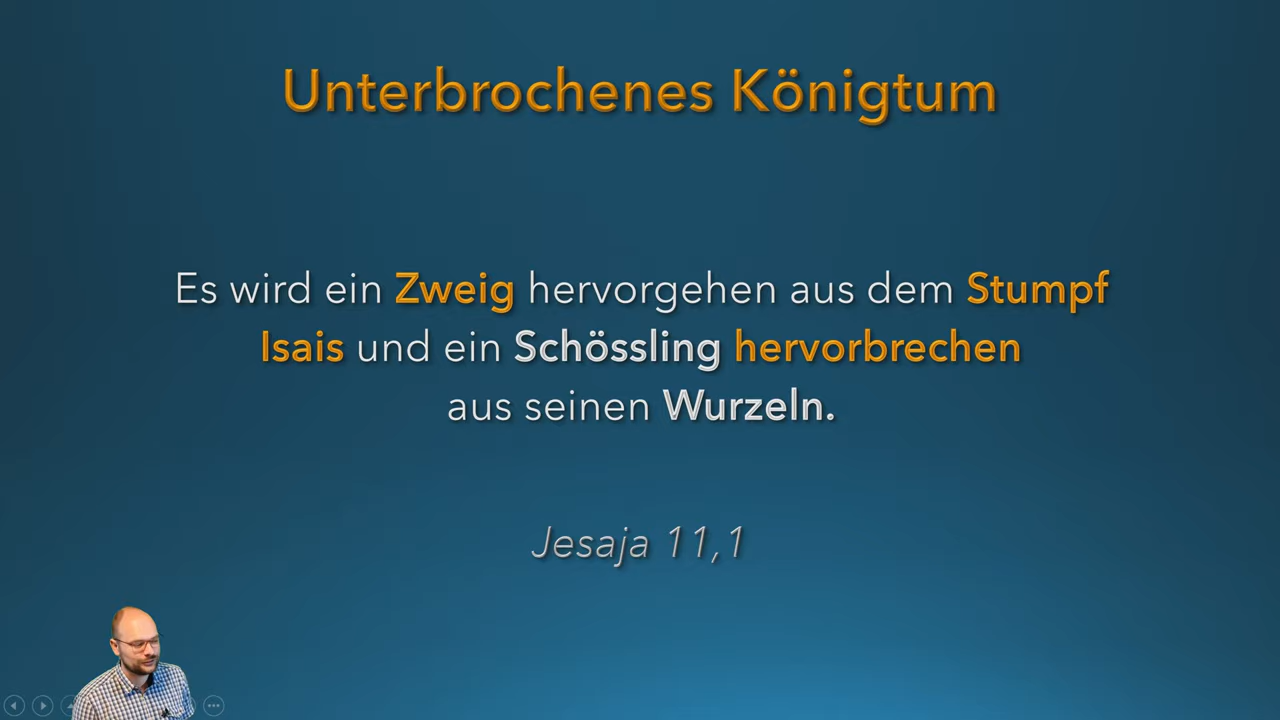 Unterbrochenes Königtum
Es wird ein Zweig hervorgehen aus dem Stumpf
Isais und ein Schössling hervorbrechen
aus seinen Wurzeln.
Jesaja 11,1